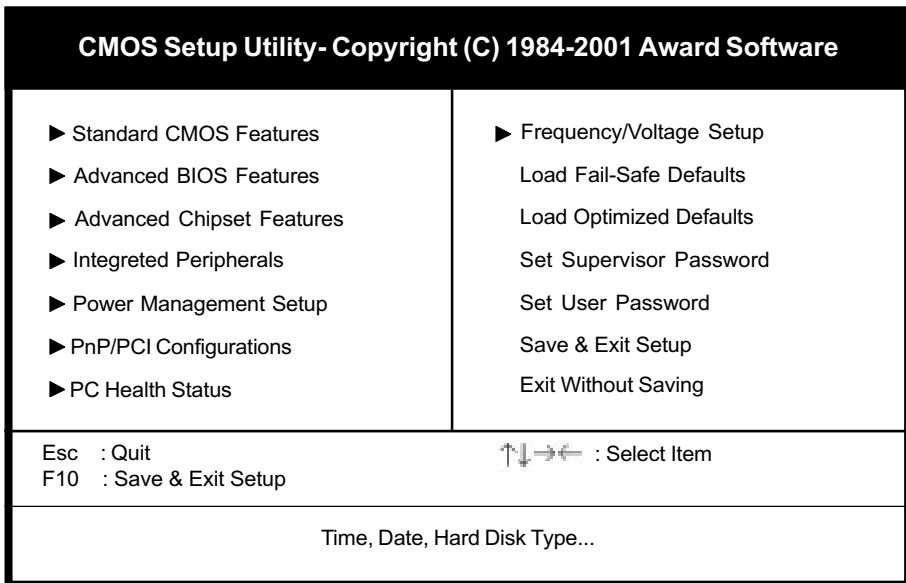 CMOS Setup Utility- Copyright (C) 1984-2001 Award Software
▶ Standard CMOS Features
▶ Advanced BIOS Features
▶ Advanced Chipset Features
▶ Integreted Peripherals
▶ Power Management Setup
▶ PnP/PCI Configurations
▶ PC Health Status
▶ Frequency/Voltage Setup
Load Fail-Safe Defaults
Load Optimized Defaults
Set Supervisor Password
Set User Password
Save & Exit Setup
Exit Without Saving
Esc : Quit
F10 : Save & Exit Setup
↑↓→← : Select Item
Time, Date, Hard Disk Type...